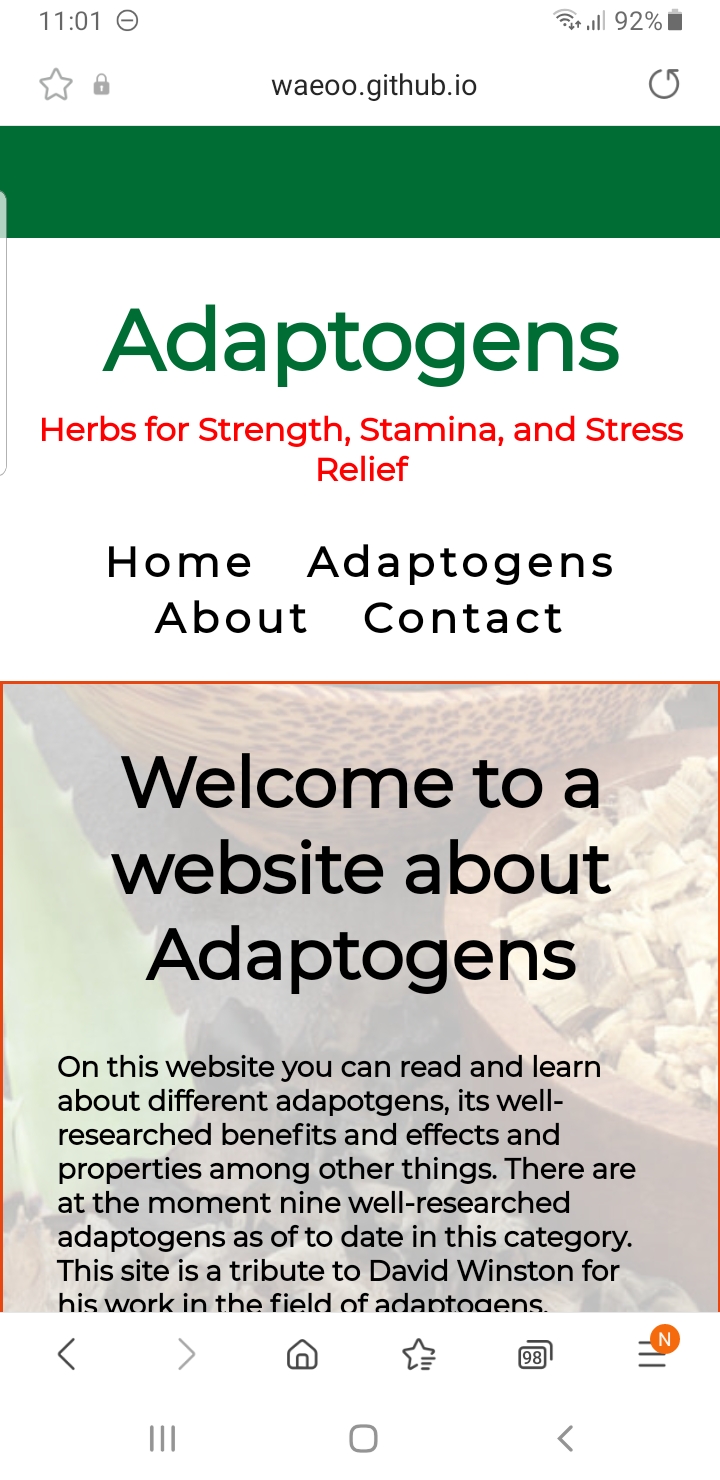 11:01 92%
waeoo.github.io
Adaptogens
Herbs for Strength, Stamina, and Stress
Relief
Home Adaptogens
About Contact
Welcome to a
website about
Adaptogens
On this website you can read and learn
about different adapotgens, its well-
researched benefits and effects and
properties among other things. There are
at the moment nine well-researched
adaptogens as of to date in this category.
This site is a tribute to David Winston for
his work in the field of adaptogens.
98 N